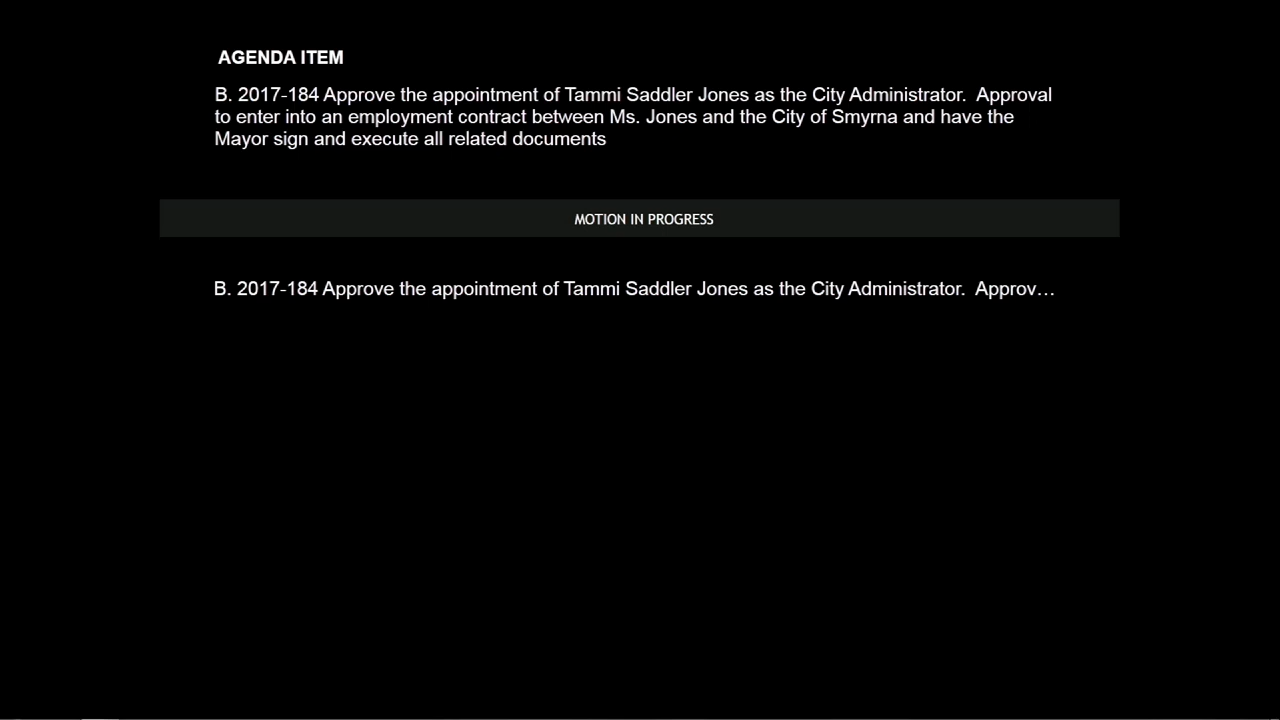 AGENDA ITEM
B. 2017-184 Approve the appointment of Tammi Saddler Jones as the City Administrator.  Approval
to enter into an employment contract between Ms. Jones and the City of Smyrna and have the
Mayor sign and execute all related documents
MOTION IN PROGRESS
B. 2017-184 Approve the appointment of Tammi Saddler Jones as the City Administrator.  Approv…